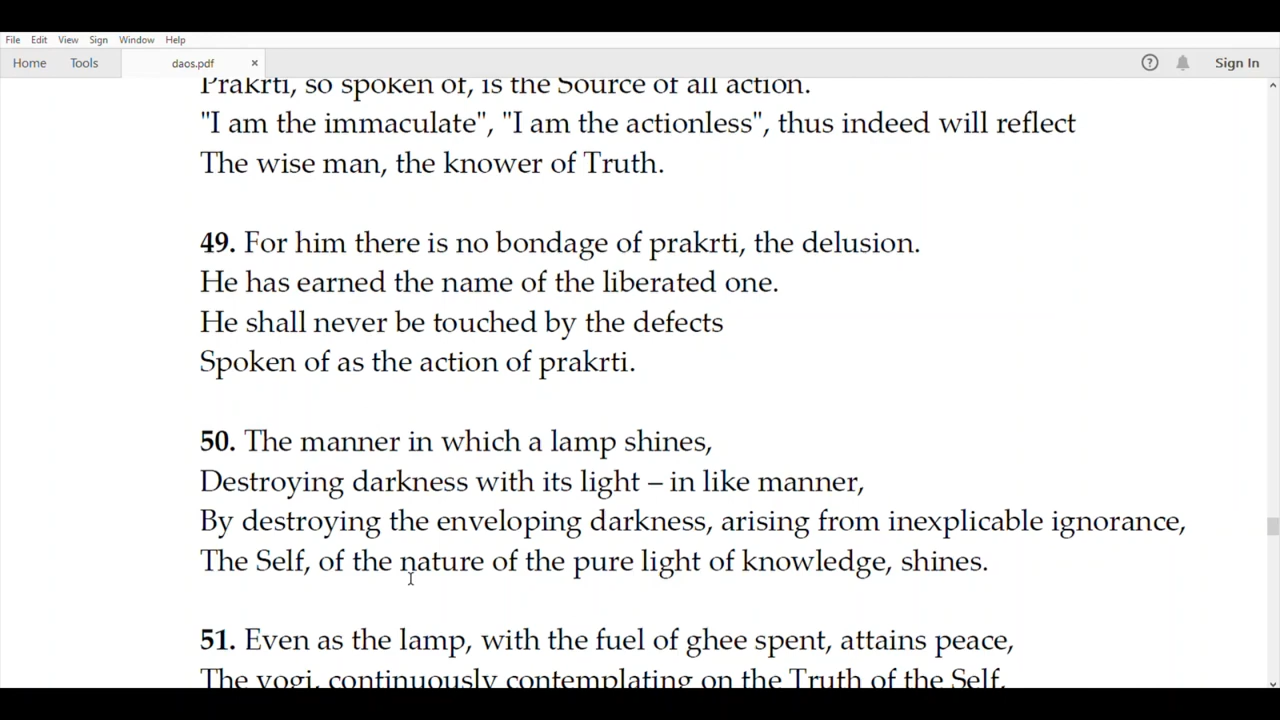 File Edit View Sign Window Help
Home Tools daos.pdf × ? Sign In
Prakrti, so spoken of, is the Source of all action.
"I am the immaculate", "I am the actionless", thus indeed will reflect
The wise man, the knower of Truth.
49. For him there is no bondage of prakrti, the delusion.
He has earned the name of the liberated one.
He shall never be touched by the defects
Spoken of as the action of prakrti.
50. The manner in which a lamp shines,
Destroying darkness with its light – in like manner,
By destroying the enveloping darkness, arising from inexplicable ignorance,
The Self, of the nature of the pure light of knowledge, shines.
51. Even as the lamp, with the fuel of ghee spent, attains peace,
The yogi, continuously contemplating on the Truth of the Self,